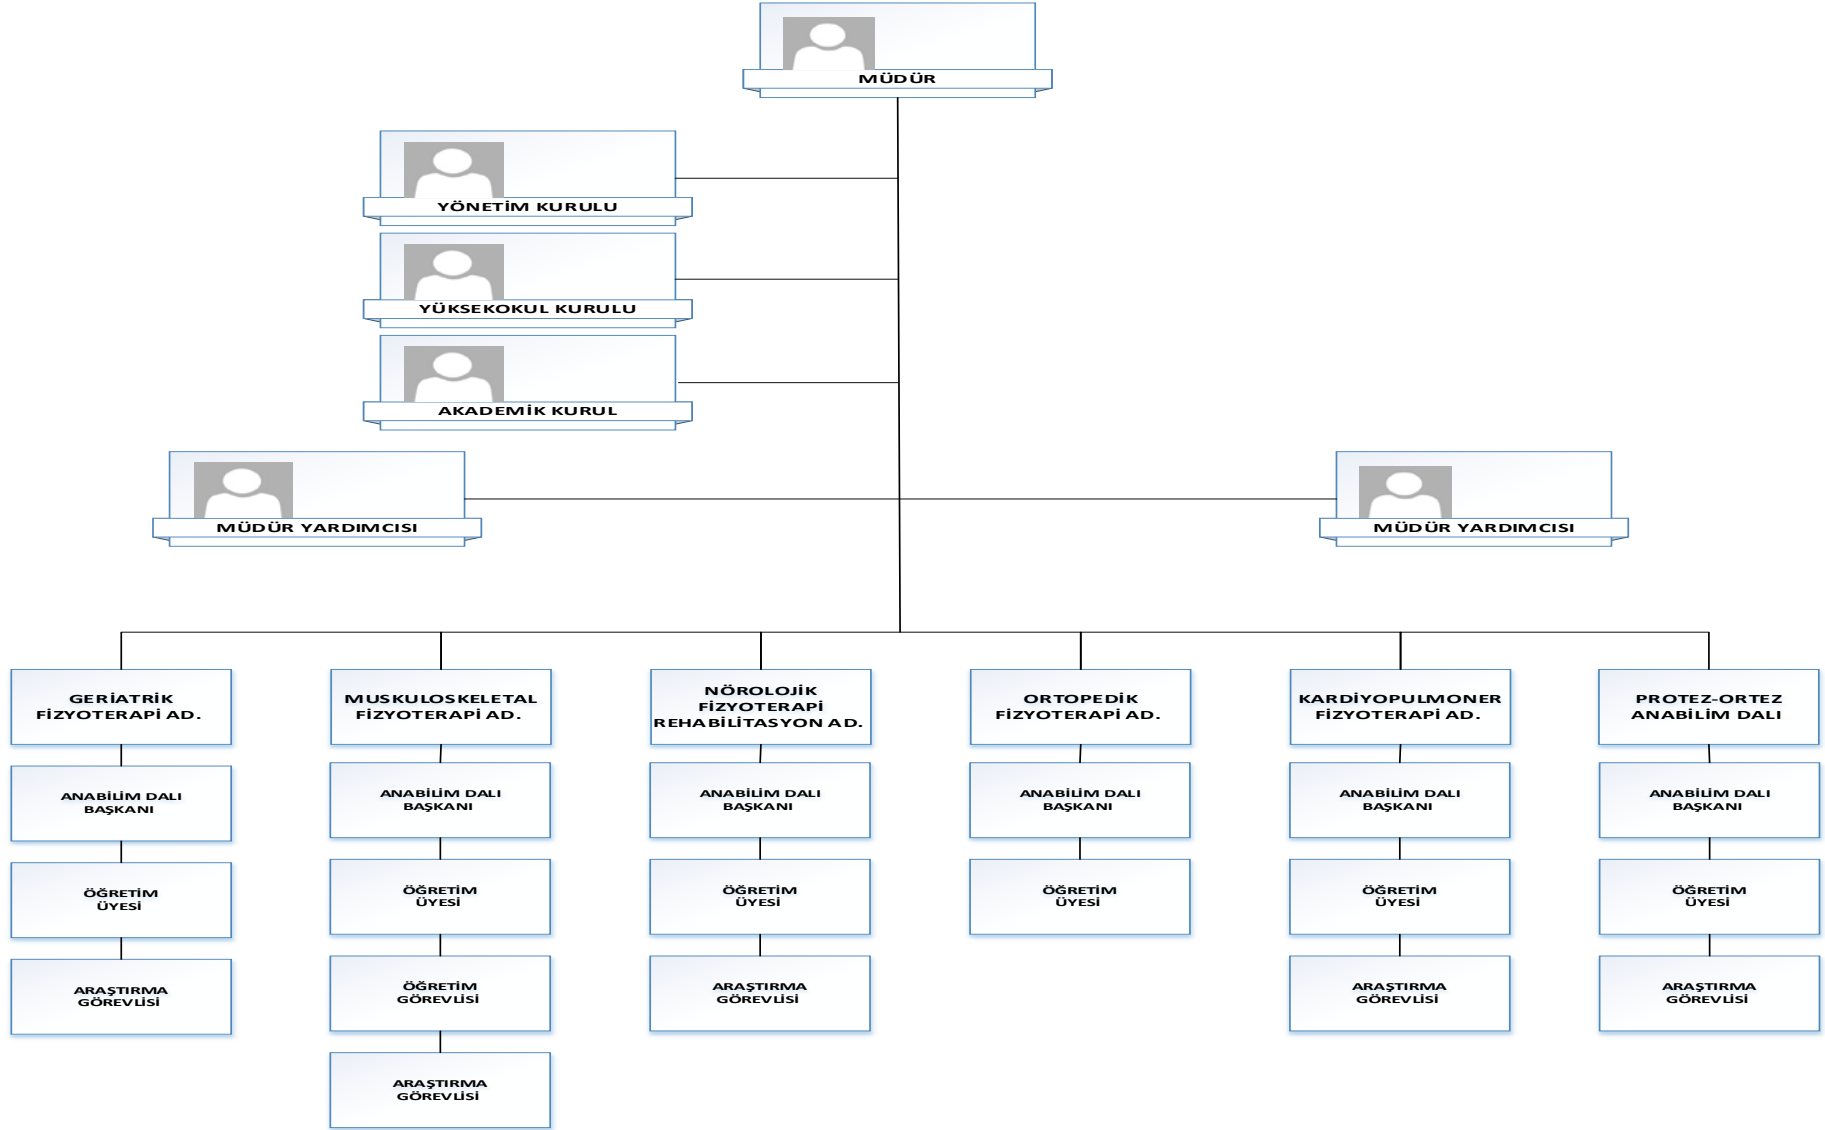 MÜDÜR
YÖNETİM KURULU
YÜKSEKOKUL KURULU
AKADEMİK KURUL
MÜDÜR YARDIMCISI
MÜDÜR YARDIMCISI
GERİATRİK
FİZYOTERAPİ AD.
MUSKULOSKELETAL
FİZYOTERAPİ AD.
NÖROLOJİK
FİZYOTERAPİ
REHABİLİTASYON AD.
ORTOPEDİK
FİZYOTERAPİ AD.
KARDİYOPULMONER
FİZYOTERAPİ AD.
PROTEZ-ORTEZ
ANABİLİM DALI
ANABİLİM DALI
BAŞKANI
ANABİLİM DALI
BAŞKANI
ANABİLİM DALI
BAŞKANI
ANABİLİM DALI
BAŞKANI
ANABİLİM DALI
BAŞKANI
ANABİLİM DALI
BAŞKANI
ÖĞRETİM
ÜYESİ
ÖĞRETİM
ÜYESİ
ÖĞRETİM
ÜYESİ
ÖĞRETİM
ÜYESİ
ÖĞRETİM
ÜYESİ
ÖĞRETİM
ÜYESİ
ARAŞTIRMA
GÖREVLİSİ
ÖĞRETİM
GÖREVLİSİ
ARAŞTIRMA
GÖREVLİSİ
ARAŞTIRMA
GÖREVLİSİ
ARAŞTIRMA
GÖREVLİSİ
ARAŞTIRMA
GÖREVLİSİ